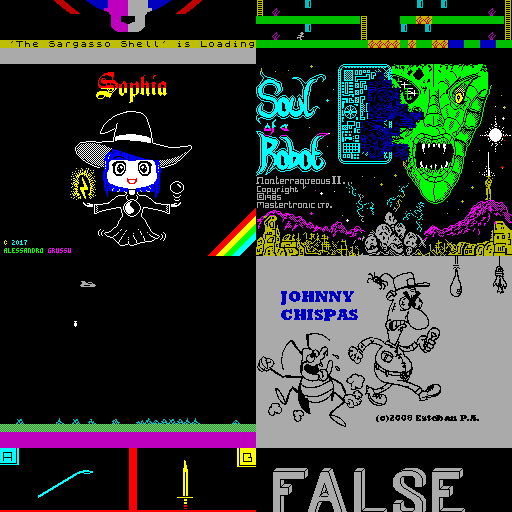 'The Sargasso Shell' is Loading
Sophia
© 2017
ALESSANDRO GRUSSU
Soul
of a
Robot
Nonterraqueous II.
Copyright
©1985
Mastertronic LTD.
JOHNNY
CHISPAS
(c)2008 Esteban P.A.
A
B
FALSE